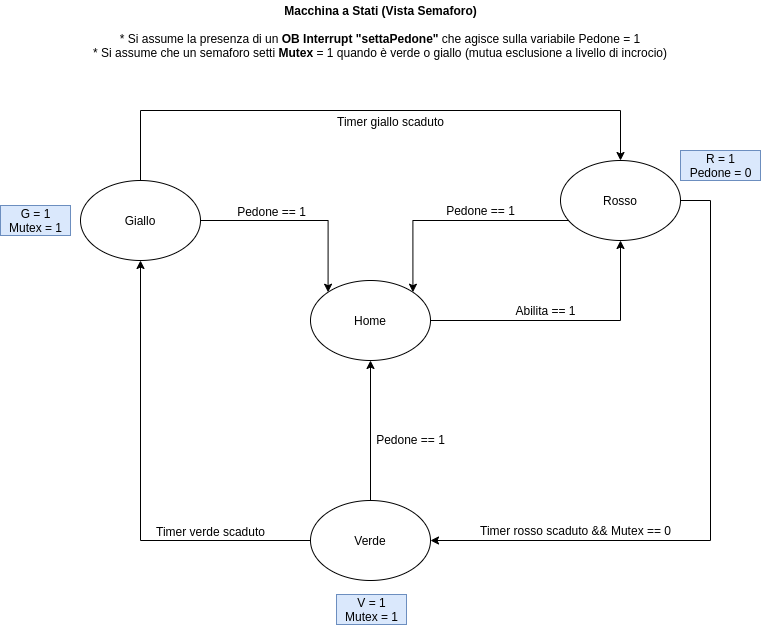 Macchina a Stati (Vista Semaforo)
* Si assume la presenza di un OB Interrupt "settaPedone" che agisce sulla variabile Pedone = 1
* Si assume che un semaforo setti Mutex = 1 quando è verde o giallo (mutua esclusione a livello di incrocio)
Timer giallo scaduto
R = 1
Pedone = 0
Rosso
G = 1
Mutex = 1
Giallo
Pedone == 1
Pedone == 1
Home
Abilita == 1
Pedone == 1
Timer verde scaduto
Verde
Timer rosso scaduto && Mutex == 0
V = 1
Mutex = 1